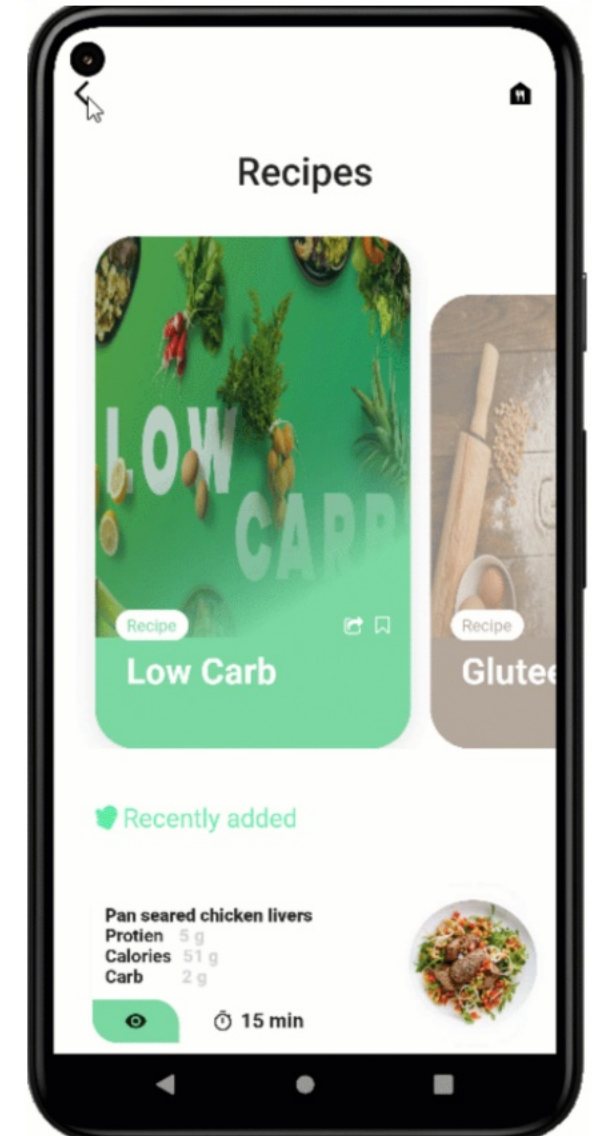 Recipes
LOW
CARB
Recipe
Low Carb
Recipe
Glutee
Recently added
Pan seared chicken livers
Protien 5 g
Calories 51 g
Carb 2 g
15 min